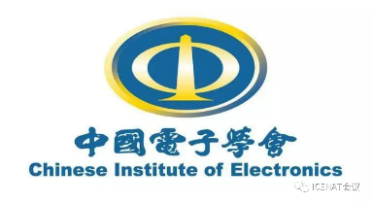 中國電子學會
Chinese Institute of Electronics
ICENAT会议